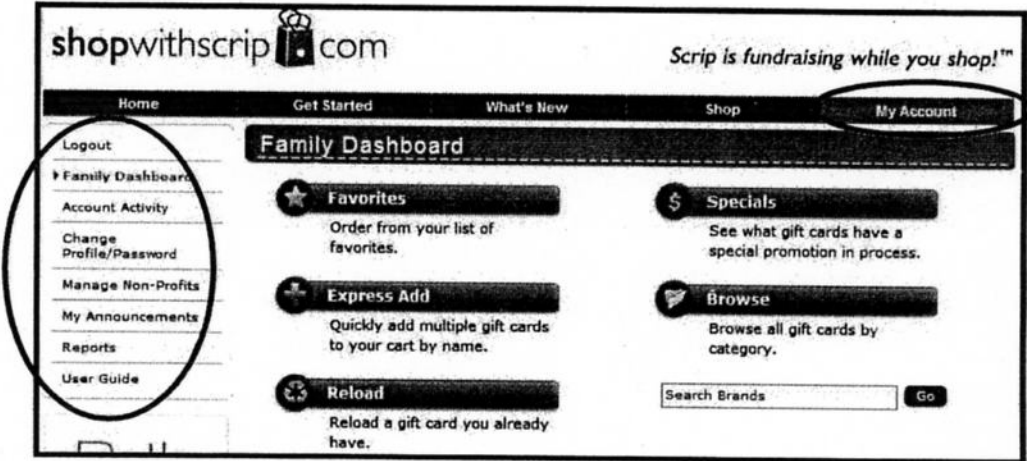 shopwithscrip com
Scrip is fundraising while you shop!™
Home Get Started What's New Shop My Account
Logout
Family Dashboard
Account Activity
Change
Profile/Password
Manage Non-Profits
My Announcements
Reports
User Guide
Family Dashboard
Favorites
Order from your list of
favorites.
Express Add
Quickly add multiple gift cards
to your cart by name.
Reload
Reload a gift card you already
have.
$ Specials
See what gift cards have a
special promotion in process.
Browse
Browse all gift cards by
category.
Search Brands Go